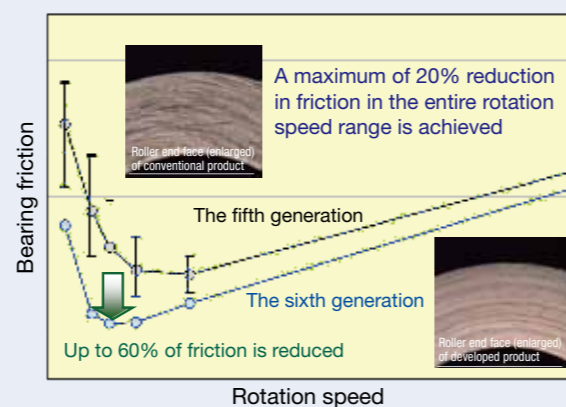 A maximum of 20% reduction
in friction in the entire rotation
speed range is achieved
Roller end face (enlarged)
of conventional product
The fifth generation
The sixth generation
Up to 60% of friction is reduced
Roller end face (enlarged)
of developed product
Bearing friction
Rotation speed